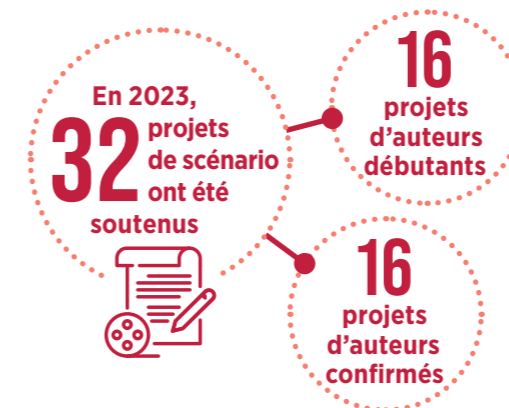 En 2023,
32 projets
de scénario
ont été
soutenus
16
projets
d'auteurs
débutants
16
projets
d'auteurs
confirmés